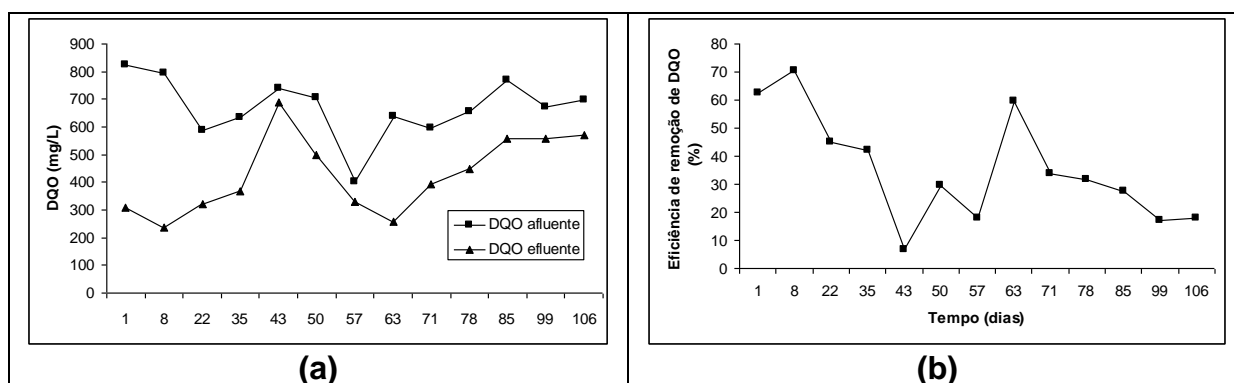 900
800
700
600
500
400
300
200
100
0
DQO (mg/L)
DQO afluente
DQO efluente
1 8 22 35 43 50 57 63 71 78 85 99 106
(a)
80
70
60
50
40
30
20
10
0
Eficiência de remoção de DQO
(%)
1 8 22 35 43 50 57 63 71 78 85 99 106
Tempo (dias)
(b)